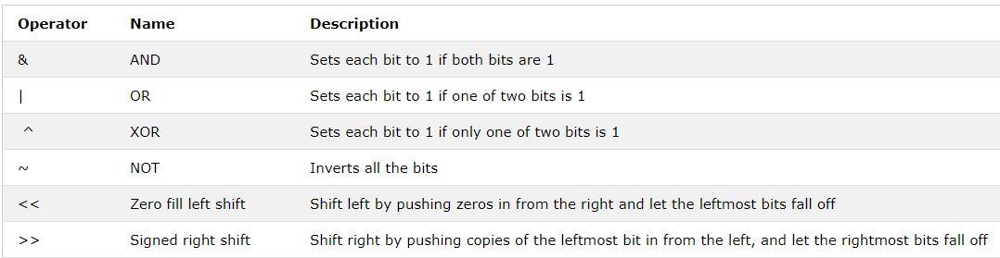 Operator Name Description
& AND Sets each bit to 1 if both bits are 1
| OR Sets each bit to 1 if one of two bits is 1
^ XOR Sets each bit to 1 if only one of two bits is 1
~ NOT Inverts all the bits
<< Zero fill left shift Shift left by pushing zeros in from the right and let the leftmost bits fall off
>> Signed right shift Shift right by pushing copies of the leftmost bit in from the left, and let the rightmost bits fall off